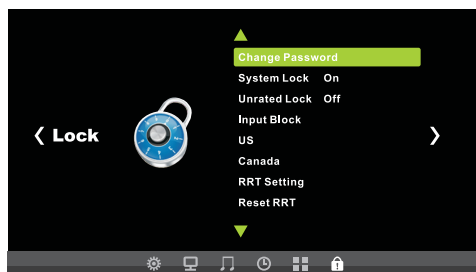 Lock
Change Password
System Lock On
Unrated Lock Off
Input Block
US
Canada
RRT Setting
Reset RRT